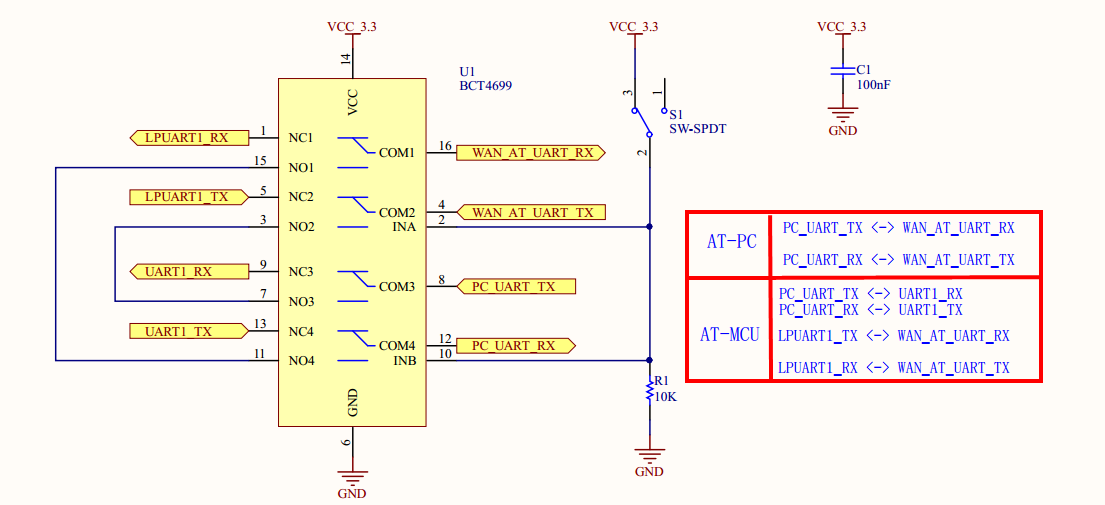 VCC_3.3
VCC_3.3
VCC_3.3
14
U1
BCT4699
VCC
3
1
S1
SW-SPDT
2
C1
100nF
GND
LPUART1_RX
1
NC1
COM1
16
WAN_AT_UART_RX
15
NO1
LPUART1_TX
5
NC2
COM2
4
WAN_AT_UART_TX
3
NO2
INA
2
UART1_RX
9
NC3
COM3
8
PC_UART_TX
7
NO3
UART1_TX
13
NC4
COM4
12
PC_UART_RX
11
NO4
INB
10
R1
10K
GND
6
GND
GND
AT-PC
PC_UART_TX <-> WAN_AT_UART_RX
PC_UART_RX <-> WAN_AT_UART_TX
AT-MCU
PC_UART_TX <-> UART1_RX
PC_UART_RX <-> UART1_TX
LPUART1_TX <-> WAN_AT_UART_RX
LPUART1_RX <-> WAN_AT_UART_TX